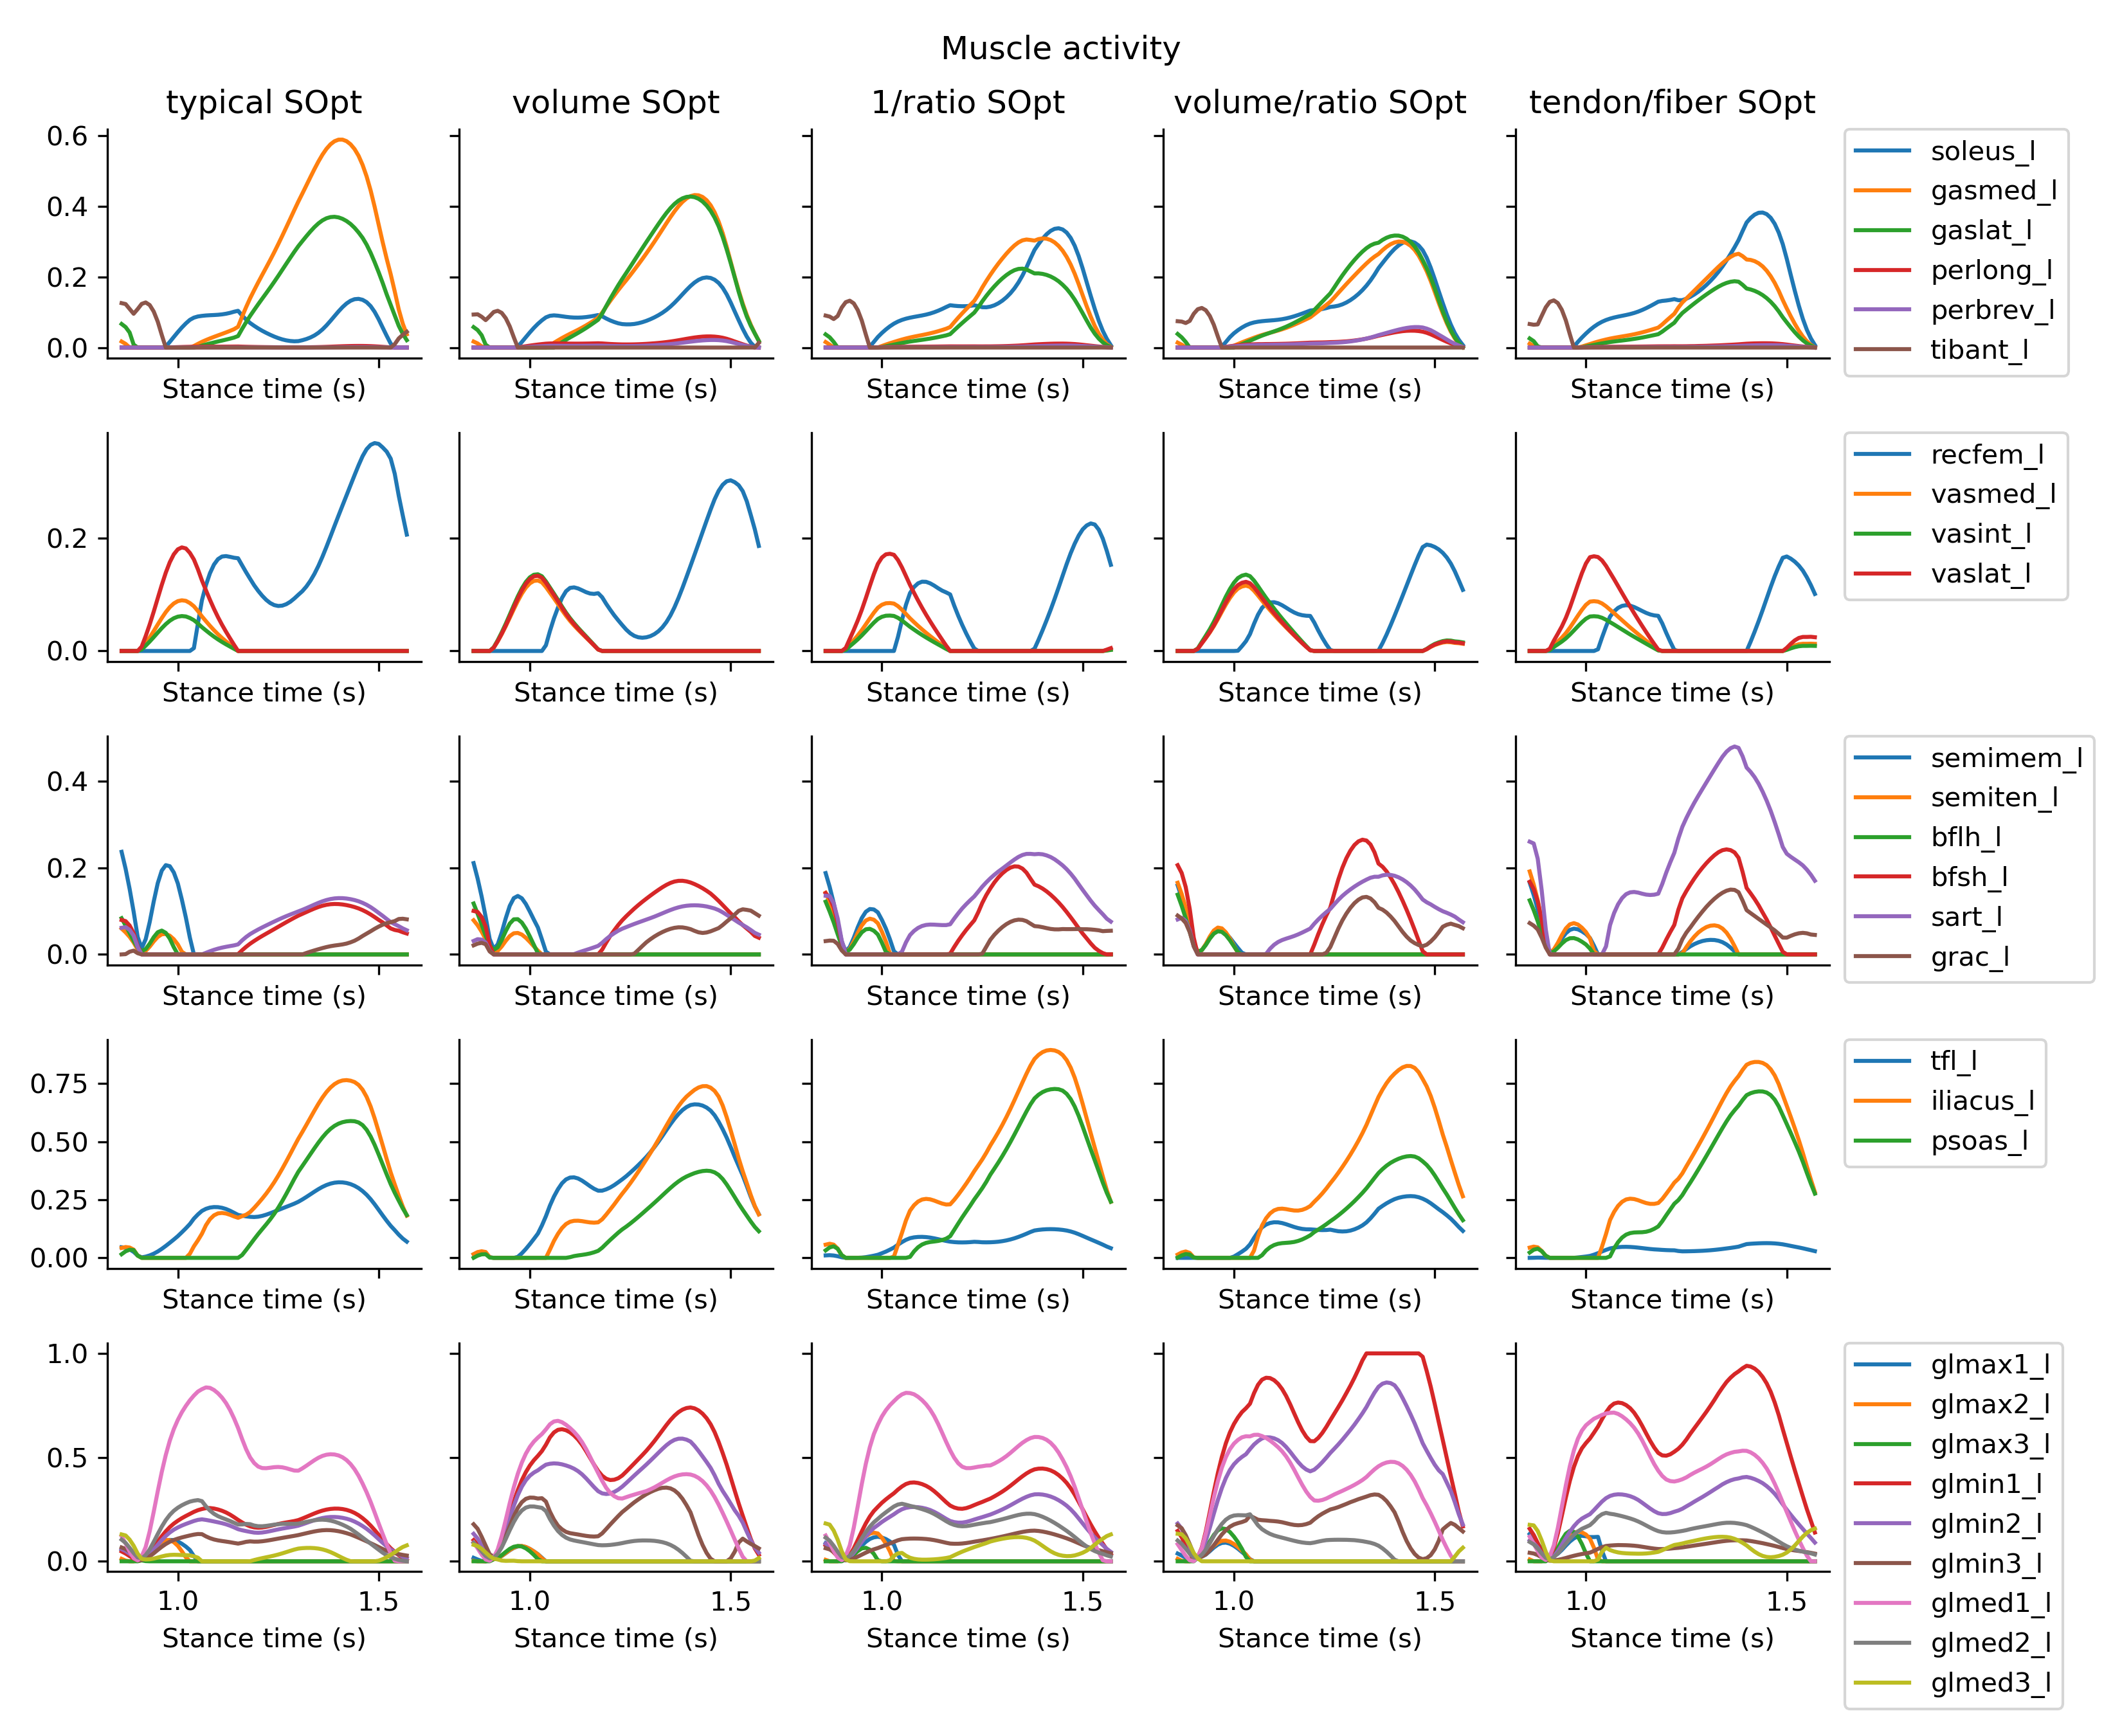 Muscle activity
typical SOpt
volume SOpt
1/ratio SOpt
volume/ratio SOpt
tendon/fiber SOpt
0.6
0.4
0.2
0.0
Stance time (s)
Stance time (s)
Stance time (s)
Stance time (s)
Stance time (s)
soleus_l
gasmed_l
gaslat_l
perlong_l
perbrev_l
tibant_l
0.2
0.0
Stance time (s)
Stance time (s)
Stance time (s)
Stance time (s)
Stance time (s)
recfem_l
vasmed_l
vasint_l
vaslat_l
0.4
0.2
0.0
Stance time (s)
Stance time (s)
Stance time (s)
Stance time (s)
Stance time (s)
semimem_l
semiten_l
bflh_l
bfsh_l
sart_l
grac_l
0.75
0.50
0.25
0.00
Stance time (s)
Stance time (s)
Stance time (s)
Stance time (s)
Stance time (s)
tfl_l
iliacus_l
psoas_l
1.0
0.5
0.0
1.0 1.5
1.0 1.5
1.0 1.5
1.0 1.5
1.0 1.5
Stance time (s)
Stance time (s)
Stance time (s)
Stance time (s)
Stance time (s)
glmax1_l
glmax2_l
glmax3_l
glmin1_l
glmin2_l
glmin3_l
glmed1_l
glmed2_l
glmed3_l